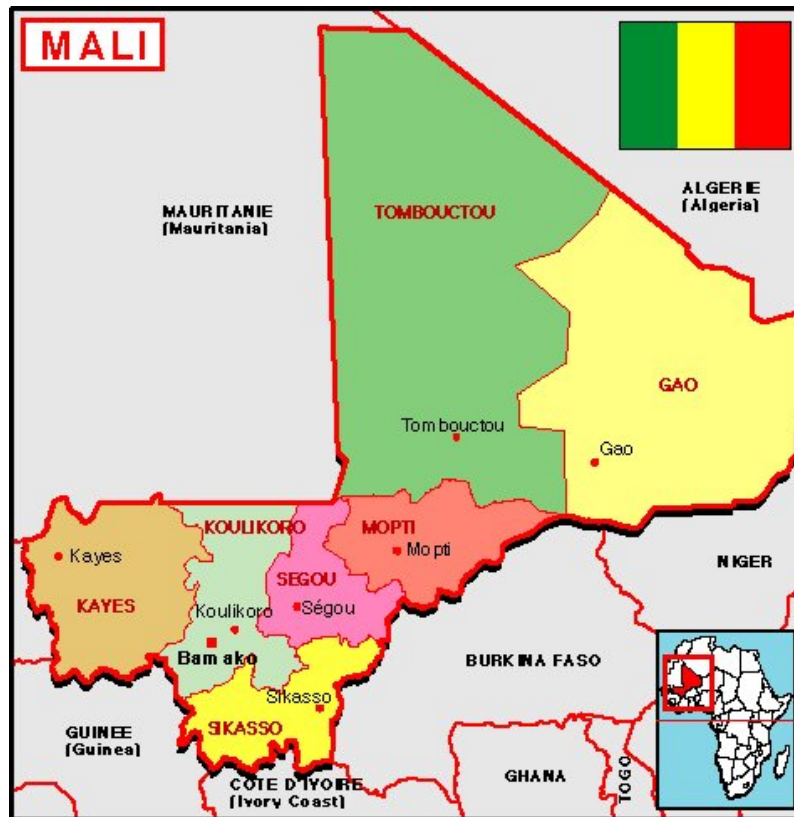 MALI
ALGERIE
(Algeria)
MAURITANIE
(Mauritania)
TOMBOUCTOU
GAO
Tombouctou
Gao
KOULIKORO
MOPTI
Kayes
Mopti
SEGOU
NIGER
KAYES
Koulikoro
Ségou
Bamako
BURKINA FASO
Sikasso
GUINEE
(Guinea)
SIKASSO
COTE D'IVOIRE
(Ivory Coast)
GHANA
TOGO